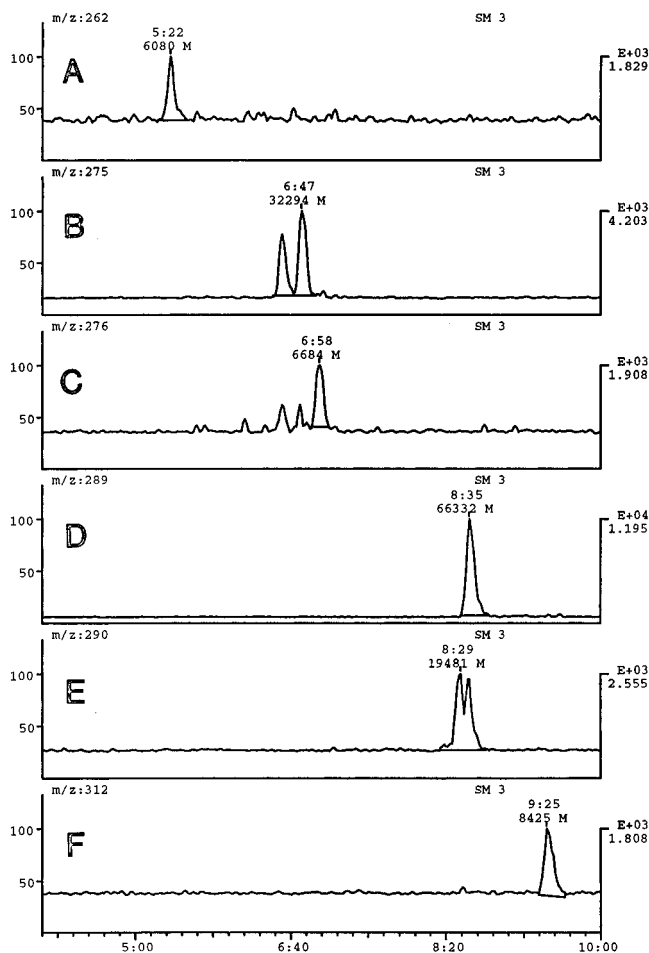 m/z:262 SM 3
5:22
6080 M
E+03
1.829
A
100
50
m/z:275 SM 3
6:47
32294 M
E+03
4.203
B
100
50
m/z:276 SM 3
6:58
6684 M
E+03
1.908
C
100
50
m/z:289 SM 3
8:35
66332 M
E+04
1.195
D
100
50
m/z:290 SM 3
8:29
19481 M
E+03
2.555
E
100
50
m/z:312 SM 3
9:25
8425 M
E+03
1.808
F
100
50
5:00 6:40 8:20 10:00